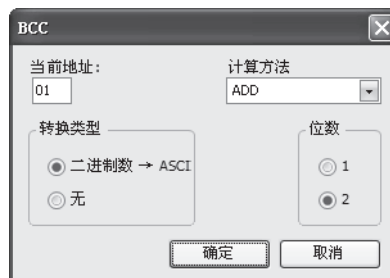 BCC
当前地址:
计算方法
01
ADD
转换类型
位数
二进制数 → ASCI
1
无
2
确定
取消